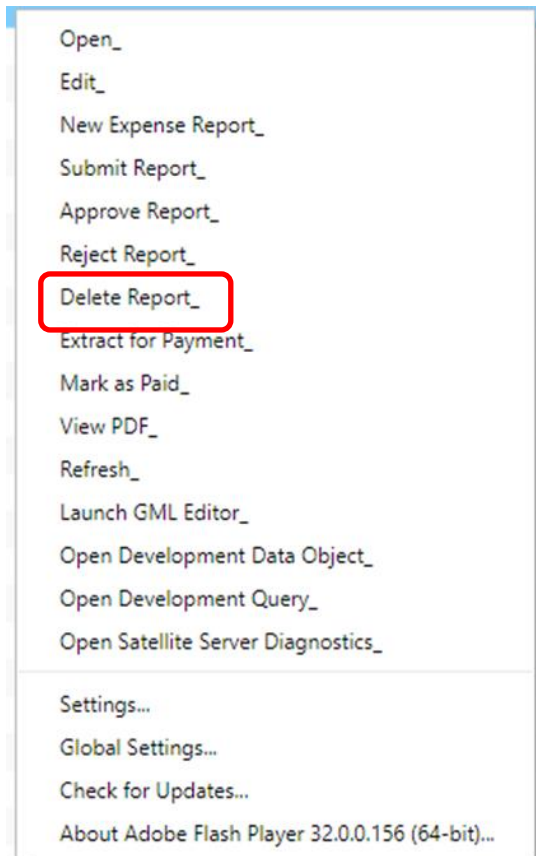 Open_
Edit_
New Expense Report_
Submit Report_
Approve Report_
Reject Report_
Delete Report_
Extract for Payment_
Mark as Paid_
View PDF_
Refresh_
Launch GML Editor_
Open Development Data Object_
Open Development Query_
Open Satellite Server Diagnostics_
Settings...
Global Settings...
Check for Updates...
About Adobe Flash Player 32.0.0.156 (64-bit)...